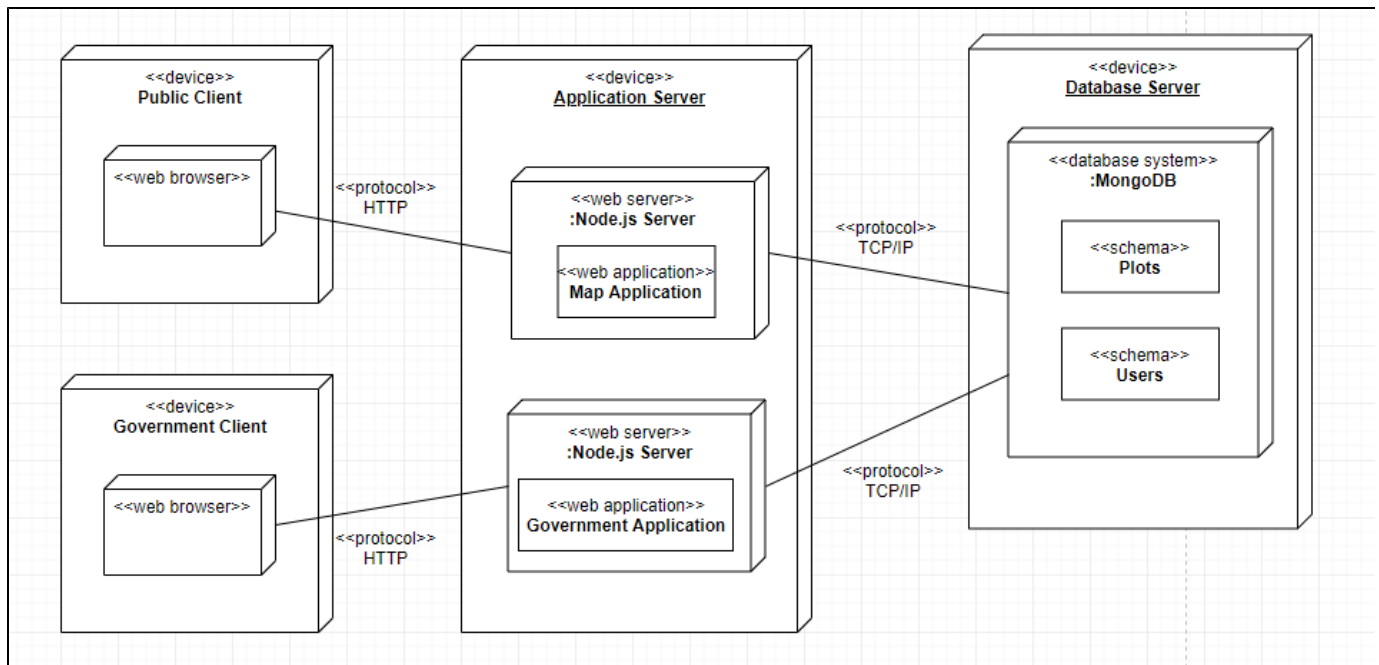 <<device>>
Public Client
<<web browser>>
<<protocol>>
HTTP
<<device>>
Government Client
<<web browser>>
<<protocol>>
HTTP
<<device>>
Application Server
<<web server>>
:Node.js Server
<<web application>>
Map Application
<<web server>>
:Node.js Server
<<web application>>
Government Application
<<protocol>>
TCP/IP
<<protocol>>
TCP/IP
<<device>>
Database Server
<<database system>>
:MongoDB
<<schema>>
Plots
<<schema>>
Users